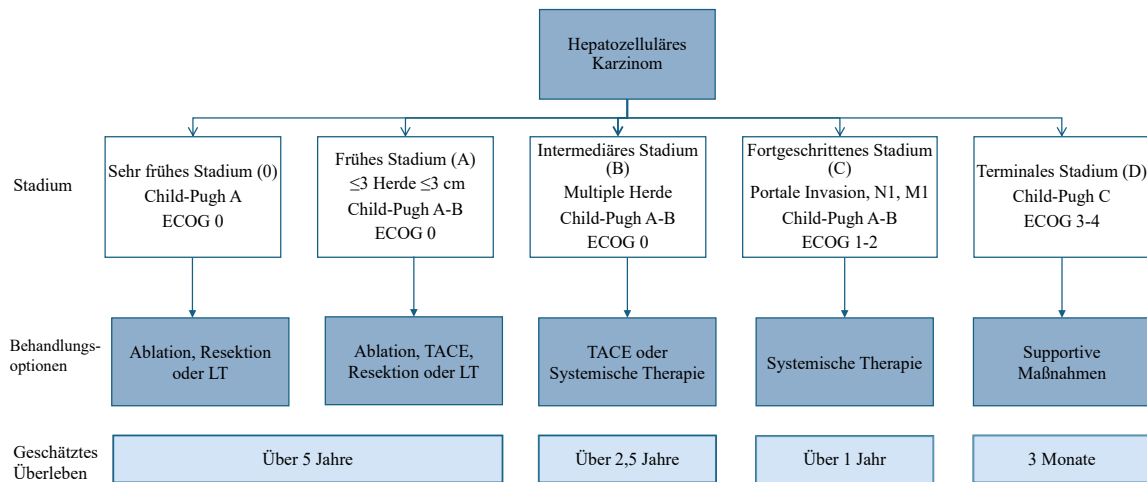 Hepatozelluläres
Karzinom
Stadium
Sehr frühes Stadium (0)
Child-Pugh A
ECOG 0
Frühes Stadium (A)
≤3 Herde ≤3 cm
Child-Pugh A-B
ECOG 0
Intermediäres Stadium
(B)
Multiple Herde
Child-Pugh A-B
ECOG 0
Fortgeschrittenes Stadium
(C)
Portale Invasion, N1, M1
Child-Pugh A-B
ECOG 1-2
Terminales Stadium (D)
Child-Pugh C
ECOG 3-4
Behandlungs-
optionen
Ablation, Resektion
oder LT
Ablation, TACE,
Resektion oder LT
TACE oder
Systemische Therapie
Systemische Therapie
Supportive
Maßnahmen
Geschätztes
Überleben
Über 5 Jahre
Über 2,5 Jahre
Über 1 Jahr
3 Monate